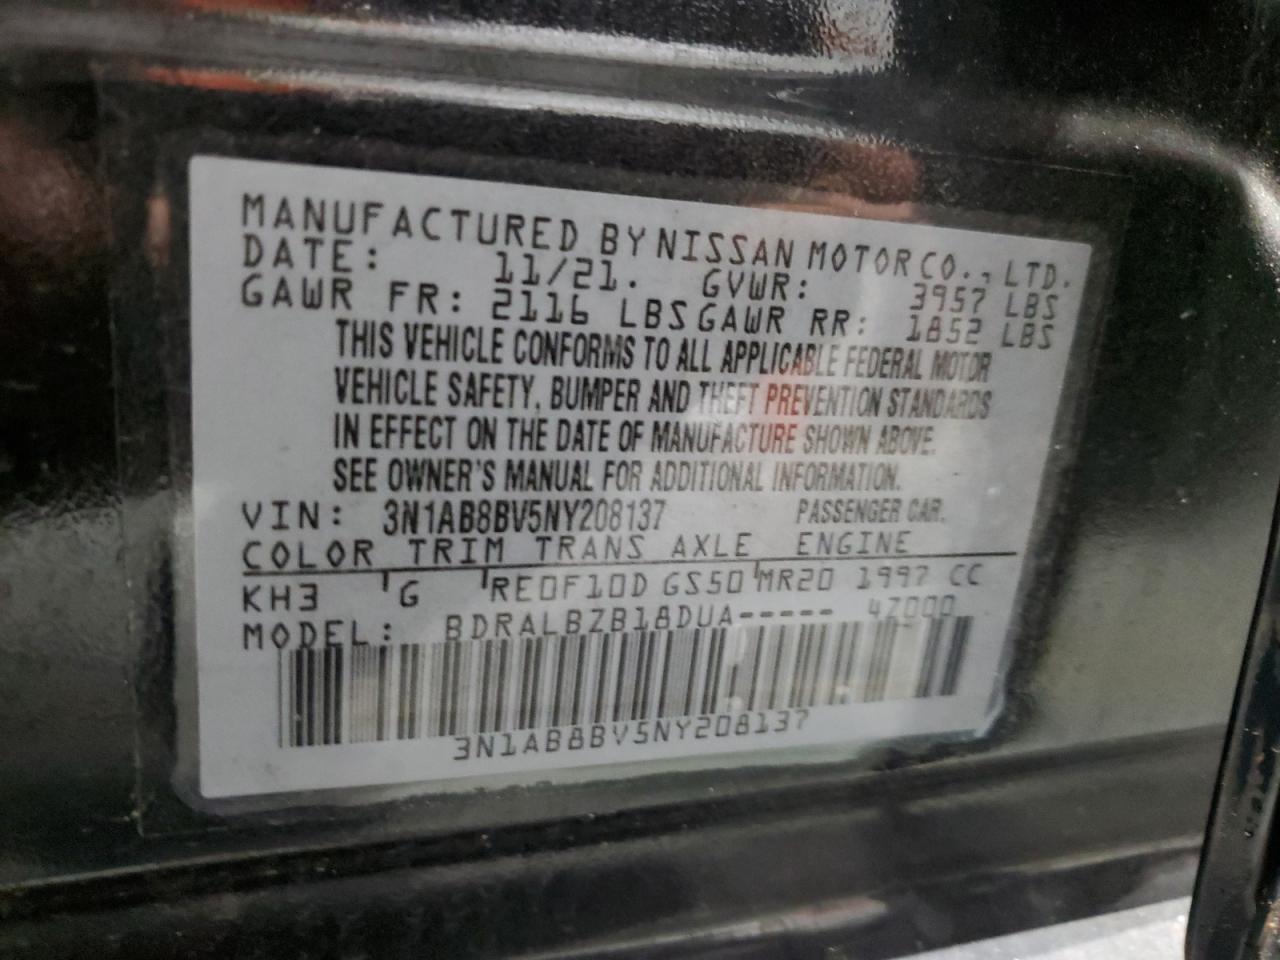 MANUFACTURED BY NISSAN MOTOR CO., LTD.
DATE: 11/21. GVWR: 3957 LBS
GAWR FR: 2116 LBS GAWR RR: 1852 LBS
THIS VEHICLE CONFORMS TO ALL APPLICABLE FEDERAL MOTOR
VEHICLE SAFETY, BUMPER AND THEFT PREVENTION STANDARDS
IN EFFECT ON THE DATE OF MANUFACTURE SHOWN ABOVE.
SEE OWNER'S MANUAL FOR ADDITIONAL INFORMATION.
VIN: 3N1AB8BV5NY208137 PASSENGER CAR.
COLOR TRIM TRANS AXLE ENGINE
KH3 G RE0F10D GS50 MR20 1997 CC
MODEL: BDRALBZB18DUA----- 4Z000
3N1AB8BV5NY208137